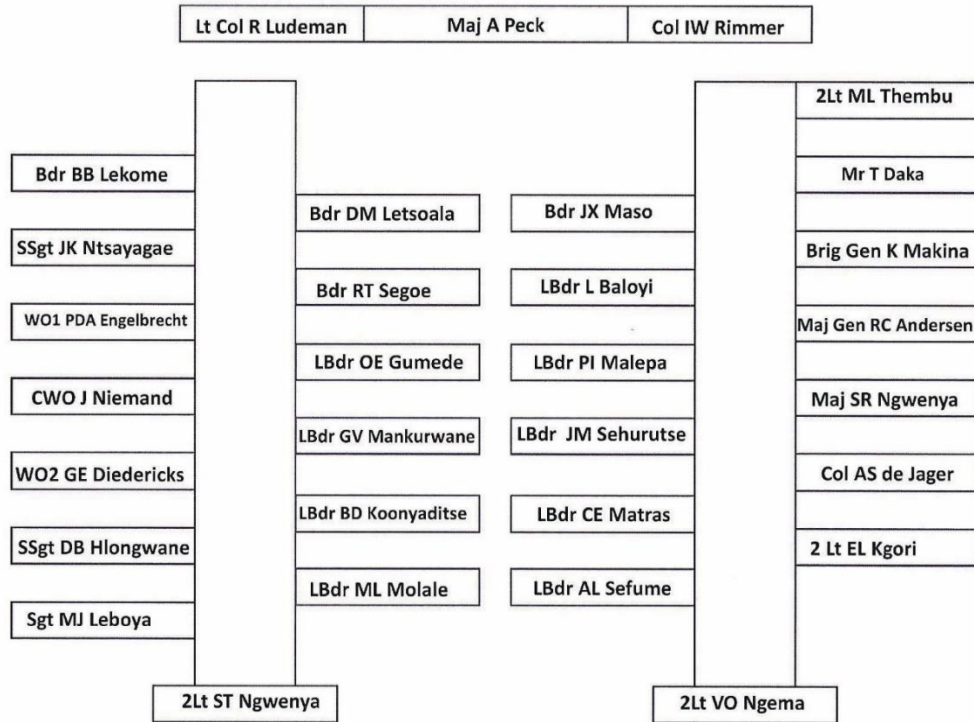 Lt Col R Ludeman
Maj A Peck
Col IW Rimmer
2Lt ML Thembu
Bdr BB Lekome
Mr T Daka
Bdr DM Letsoala
Bdr JX Maso
SSgt JK Ntsayagae
Brig Gen K Makina
Bdr RT Segoe
LBdr L Baloyi
WO1 PDA Engelbrecht
Maj Gen RC Andersen
LBdr OE Gumede
LBdr PI Malepa
CWO J Niemand
Maj SR Ngwenya
LBdr GV Mankurwane
LBdr JM Sehurutse
WO2 GE Diedericks
Col AS de Jager
LBdr BD Koonyaditse
LBdr CE Matras
SSgt DB Hlongwane
2 Lt EL Kgori
LBdr ML Molale
LBdr AL Sefume
Sgt MJ Leboya
2Lt ST Ngwenya
2Lt VO Ngema